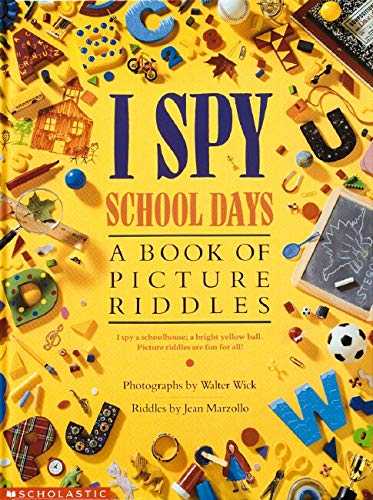 I SPY
SCHOOL DAYS
A BOOK OF
PICTURE
RIDDLES
I spy a schoolhouse; a bright yellow ball.
Picture riddles are fun for all!
Photographs by Walter Wick
Riddles by Jean Marzollo
SCHOLASTIC
U
D
B
J
W